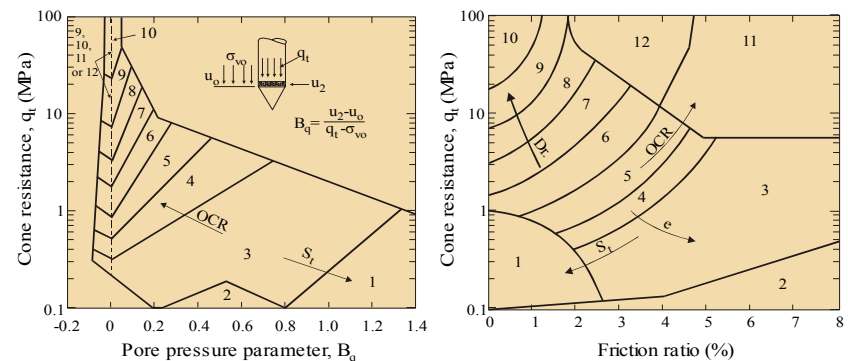 100
10
1
0.1
Cone resistance, qt (MPa)
-0.2 0 0.2 0.4 0.6 0.8 1.0 1.2 1.4
Pore pressure parameter, Bq
9,
10,
11
or 12
10
9
8
7
6
5
4
3
2
1
OCR
St
σvo
uo
qt
u2
Bq = u2-uo
qt-σvo
100
10
1
0.1
Cone resistance, qt (MPa)
0 1 2 3 4 5 6 7 8
Friction ratio (%)
10
9
8
7
6
5
4
3
2
1
12
11
Dr.
OCR
St
e